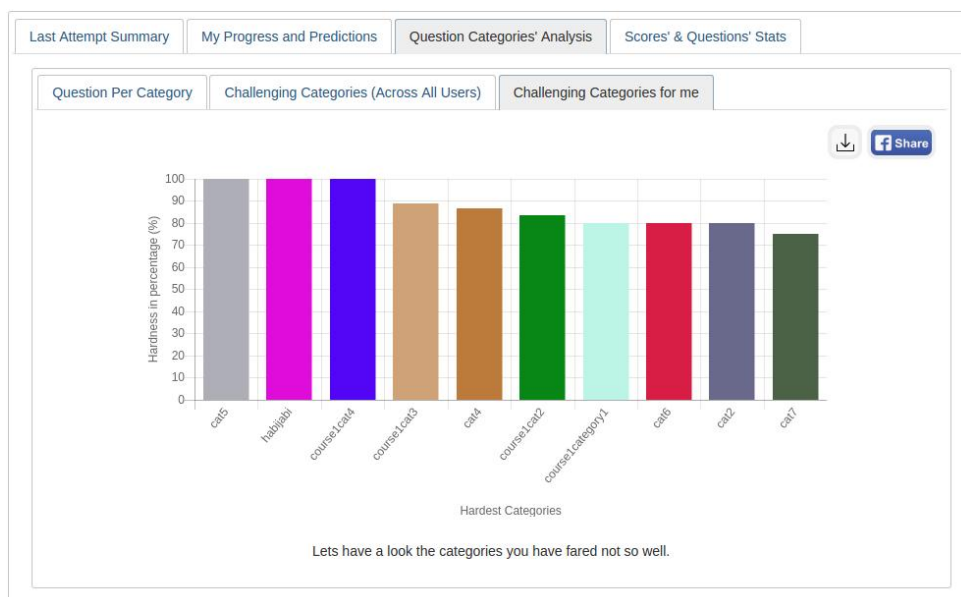 Last Attempt Summary
My Progress and Predictions
Question Categories' Analysis
Scores' & Questions' Stats
Question Per Category
Challenging Categories (Across All Users)
Challenging Categories for me
Share
Hardness in percentage (%)
100
90
80
70
60
50
40
30
20
10
0
cat5
habijabi
course1cat4
course1cat3
cat4
course1cat2
course1category1
cat6
cat2
cat7
Hardest Categories
Lets have a look the categories you have fared not so well.